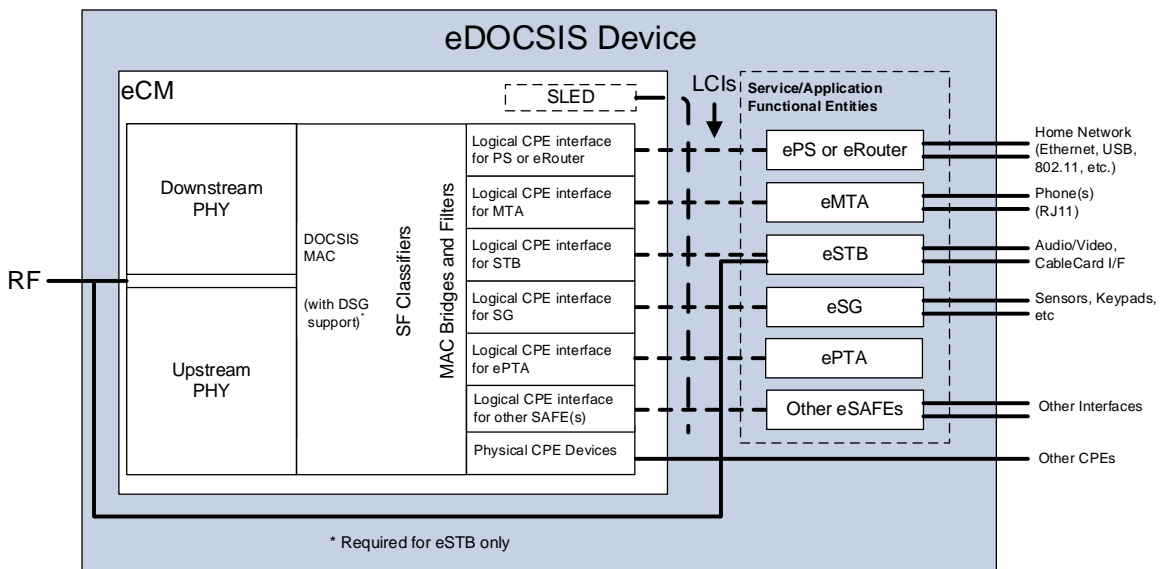 eDOCSIS Device
eCM
SLED
LCIs
Service/Application
Functional Entities
RF
Downstream
PHY
Upstream
PHY
DOCSIS
MAC
(with DSG
support)*
SF Classifiers
MAC Bridges and Filters
Logical CPE interface
for PS or eRouter
Logical CPE interface
for MTA
Logical CPE interface
for STB
Logical CPE interface
for SG
Logical CPE interface
for ePTA
Logical CPE interface
for other SAFE(s)
Physical CPE Devices
ePS or eRouter
eMTA
eSTB
eSG
ePTA
Other eSAFEs
Home Network
(Ethernet, USB,
802.11, etc.)
Phone(s)
(RJ11)
Audio/Video,
CableCard I/F
Sensors, Keypads,
etc
Other Interfaces
Other CPEs
* Required for eSTB only